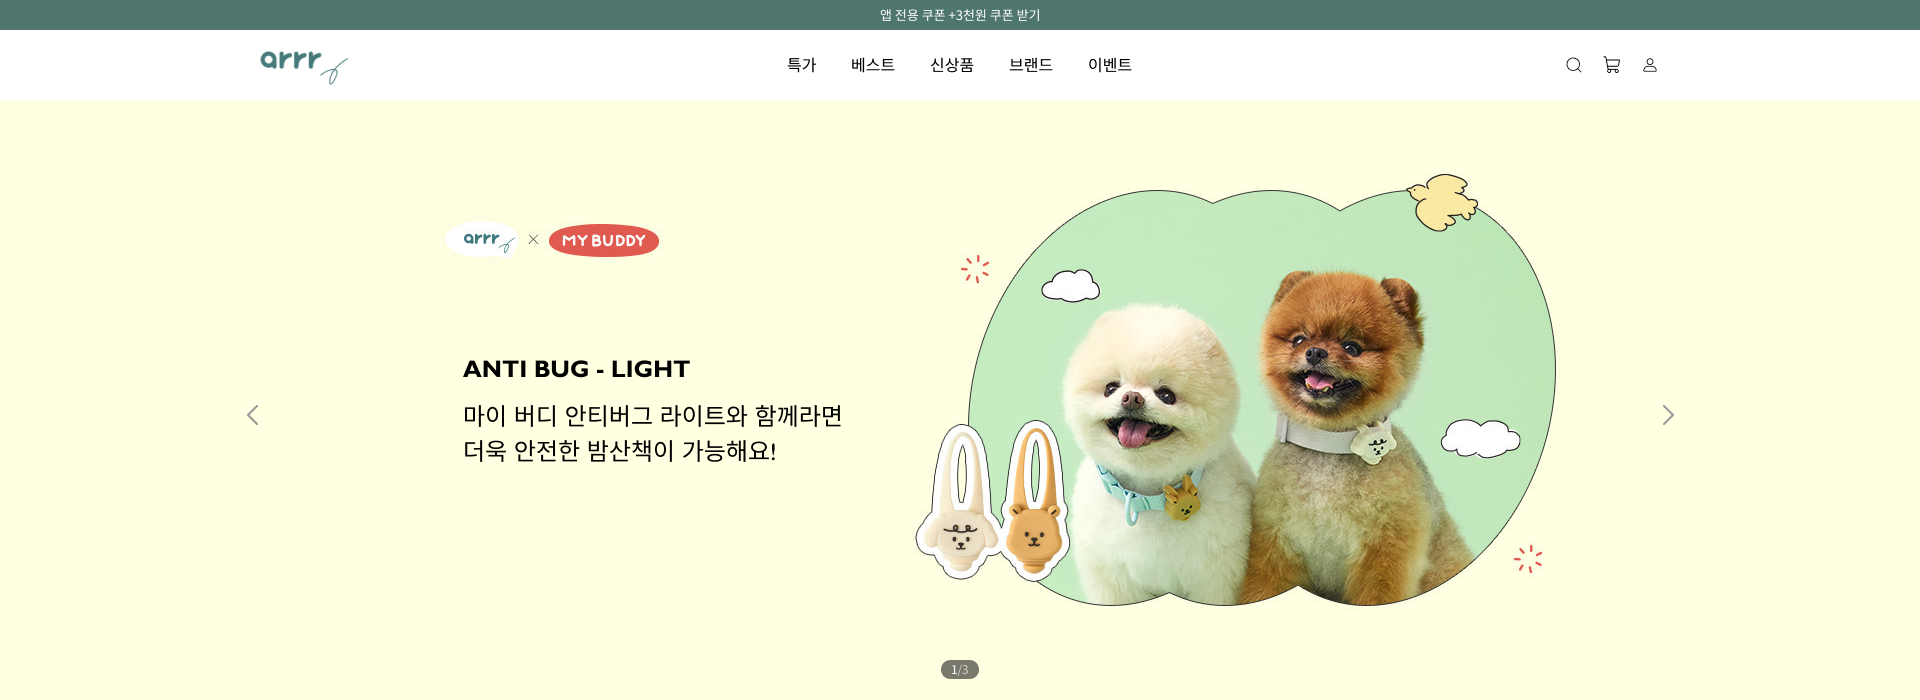 앱 전용 쿠폰 +3천원 쿠폰 받기
arrr
특가 베스트 신상품 브랜드 이벤트
arrr × MY BUDDY
ANTI BUG - LIGHT
마이 버디 안티버그 라이트와 함께라면
더욱 안전한 밤산책이 가능해요!
1/3